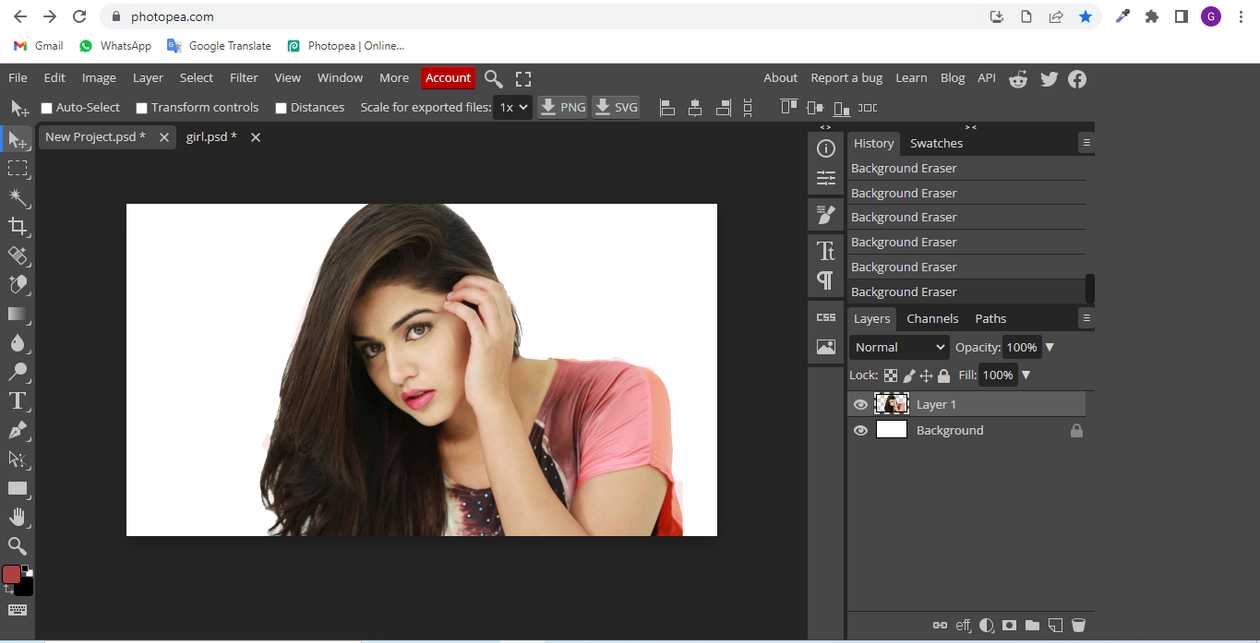 photopea.com
G
Gmail WhatsApp Google Translate Photopea | Online...
File Edit Image Layer Select Filter View Window More Account About Report a bug Learn Blog API
Auto-Select Transform controls Distances Scale for exported files: 1x PNG SVG
New Project.psd * girl.psd *
History Swatches
Background Eraser
Background Eraser
Background Eraser
Background Eraser
Background Eraser
Background Eraser
CSS
Layers Channels Paths
Normal Opacity: 100%
Lock: Fill: 100%
Layer 1
Background
eff